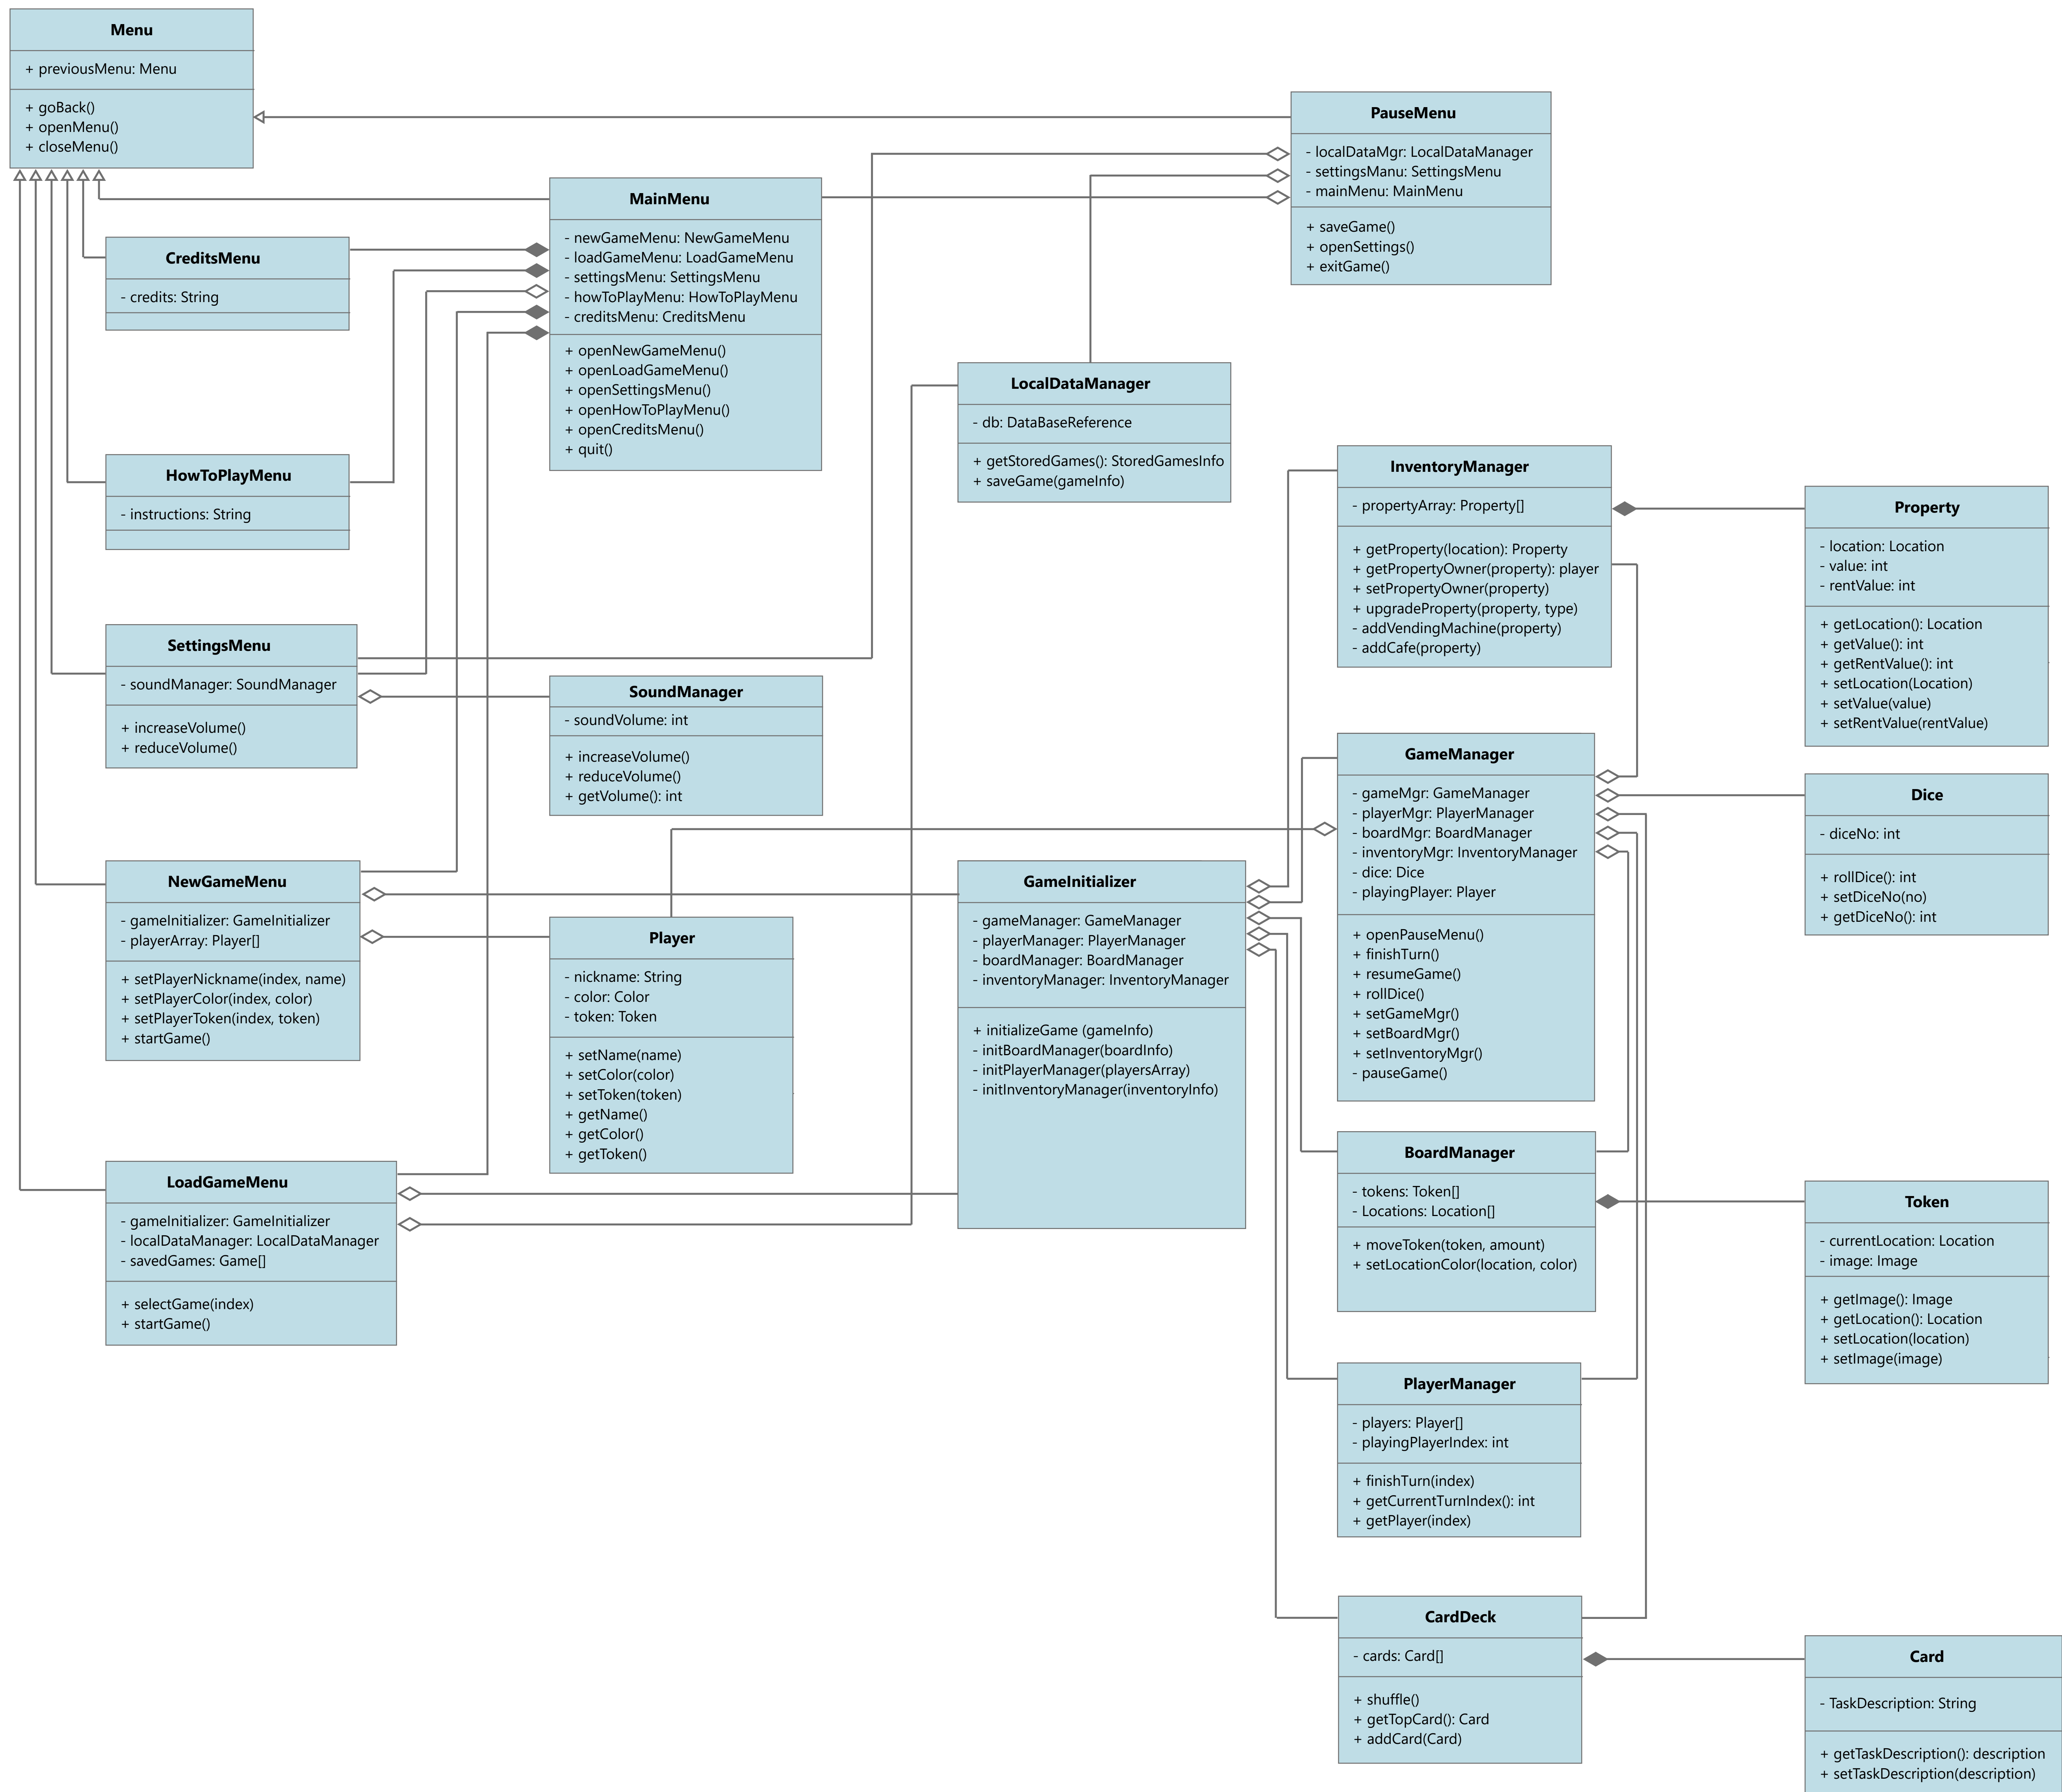 Menu
+ previousMenu: Menu
+ goBack()
+ openMenu()
+ closeMenu()
PauseMenu
- localDataMgr: LocalDataManager
- settingsManu: SettingsMenu
- mainMenu: MainMenu
+ saveGame()
+ openSettings()
+ exitGame()
MainMenu
- newGameMenu: NewGameMenu
- loadGameMenu: LoadGameMenu
- settingsMenu: SettingsMenu
- howToPlayMenu: HowToPlayMenu
- creditsMenu: CreditsMenu
+ openNewGameMenu()
+ openLoadGameMenu()
+ openSettingsMenu()
+ openHowToPlayMenu()
+ openCreditsMenu()
+ quit()
CreditsMenu
- credits: String
LocalDataManager
- db: DataBaseReference
+ getStoredGames(): StoredGamesInfo
+ saveGame(gameInfo)
HowToPlayMenu
- instructions: String
InventoryManager
- propertyArray: Property[]
+ getProperty(location): Property
+ getPropertyOwner(property): player
+ setPropertyOwner(property)
+ upgradeProperty(property, type)
- addVendingMachine(property)
- addCafe(property)
Property
- location: Location
- value: int
- rentValue: int
+ getLocation(): Location
+ getValue(): int
+ getRentValue(): int
+ setLocation(Location)
+ setValue(value)
+ setRentValue(rentValue)
SettingsMenu
- soundManager: SoundManager
+ increaseVolume()
+ reduceVolume()
SoundManager
- soundVolume: int
+ increaseVolume()
+ reduceVolume()
+ getVolume(): int
GameManager
- gameMgr: GameManager
- playerMgr: PlayerManager
- boardMgr: BoardManager
- inventoryMgr: InventoryManager
- dice: Dice
- playingPlayer: Player
+ openPauseMenu()
+ finishTurn()
+ resumeGame()
+ rollDice()
+ setGameMgr()
+ setBoardMgr()
+ setInventoryMgr()
- pauseGame()
Dice
- diceNo: int
+ rollDice(): int
+ setDiceNo(no)
+ getDiceNo(): int
NewGameMenu
- gameInitializer: GameInitializer
- playerArray: Player[]
+ setPlayerNickname(index, name)
+ setPlayerColor(index, color)
+ setPlayerToken(index, token)
+ startGame()
Player
- nickname: String
- color: Color
- token: Token
+ setName(name)
+ setColor(color)
+ setToken(token)
+ getName()
+ getColor()
+ getToken()
GameInitializer
- gameManager: GameManager
- playerManager: PlayerManager
- boardManager: BoardManager
- inventoryManager: InventoryManager
+ initializeGame (gameInfo)
- initBoardManager(boardInfo)
- initPlayerManager(playersArray)
- initInventoryManager(inventoryInfo)
LoadGameMenu
- gameInitializer: GameInitializer
- localDataManager: LocalDataManager
- savedGames: Game[]
+ selectGame(index)
+ startGame()
BoardManager
- tokens: Token[]
- Locations: Location[]
+ moveToken(token, amount)
+ setLocationColor(location, color)
Token
- currentLocation: Location
- image: Image
+ getImage(): Image
+ getLocation(): Location
+ setLocation(location)
+ setImage(image)
PlayerManager
- players: Player[]
- playingPlayerIndex: int
+ finishTurn(index)
+ getCurrentTurnIndex(): int
+ getPlayer(index)
CardDeck
- cards: Card[]
+ shuffle()
+ getTopCard(): Card
+ addCard(Card)
Card
- TaskDescription: String
+ getTaskDescription(): description
+ setTaskDescription(description)